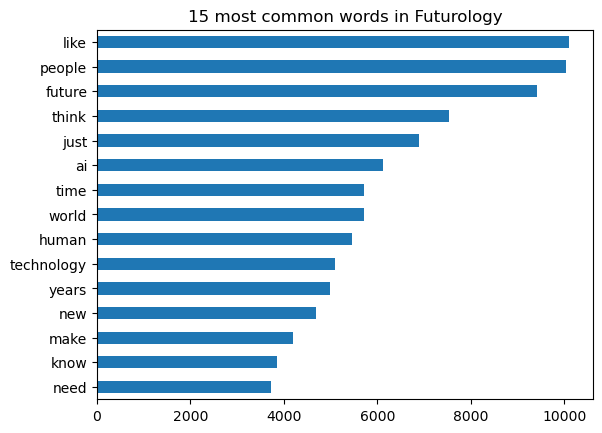 15 most common words in Futurology
like
people
future
think
just
ai
time
world
human
technology
years
new
make
know
need
0 2000 4000 6000 8000 10000